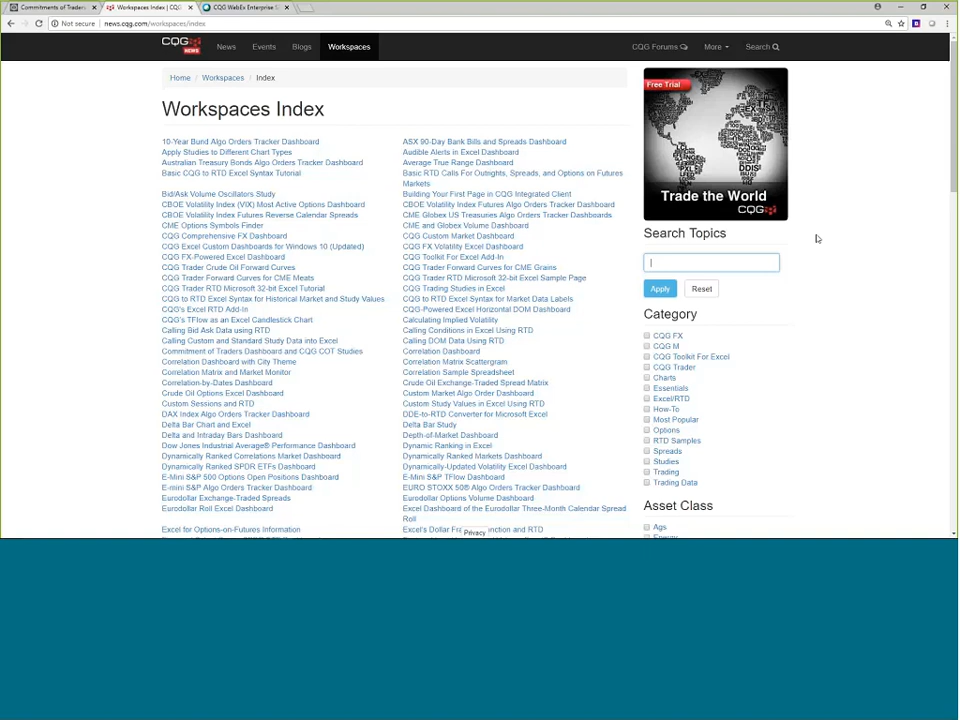 Commitments of Traders
Workspaces Index | CQG
CQG WebEx Enterprise S
Not secure | news.cqg.com/workspaces/index
CQG NEWS
News
Events
Blogs
Workspaces
CQG Forums
More
Search
Home / Workspaces / Index
Workspaces Index
10-Year Bund Algo Orders Tracker Dashboard
Apply Studies to Different Chart Types
Australian Treasury Bonds Algo Orders Tracker Dashboard
Basic CQG to RTD Excel Syntax Tutorial
Bid/Ask Volume Oscillators Study
CBOE Volatility Index (VIX) Most Active Options Dashboard
CBOE Volatility Index Futures Reverse Calendar Spreads
CME Options Symbols Finder
CQG Comprehensive FX Dashboard
CQG Excel Custom Dashboards for Windows 10 (Updated)
CQG FX-Powered Excel Dashboard
CQG Trader Crude Oil Forward Curves
CQG Trader Forward Curves for CME Meats
CQG Trader RTD Microsoft 32-bit Excel Tutorial
CQG to RTD Excel Syntax for Historical Market and Study Values
CQG's Excel RTD Add-In
CQG's TFlow as an Excel Candlestick Chart
Calling Bid Ask Data using RTD
Calling Custom and Standard Study Data into Excel
Commitment of Traders Dashboard and CQG COT Studies
Correlation Dashboard with City Theme
Correlation Matrix and Market Monitor
Correlation-by-Dates Dashboard
Crude Oil Options Excel Dashboard
Custom Sessions and RTD
DAX Index Algo Orders Tracker Dashboard
Delta Bar Chart and Excel
Delta and Intraday Bars Dashboard
Dow Jones Industrial Average® Performance Dashboard
Dynamically Ranked Correlations Market Dashboard
Dynamically Ranked SPDR ETFs Dashboard
E-Mini S&P 500 Options Open Positions Dashboard
E-mini S&P Algo Orders Tracker Dashboard
Eurodollar Exchange-Traded Spreads
Eurodollar Roll Excel Dashboard
Excel for Options-on-Futures Information
ASX 90-Day Bank Bills and Spreads Dashboard
Audible Alerts in Excel Dashboard
Average True Range Dashboard
Basic RTD Calls For Outrights, Spreads, and Options on Futures
Markets
Building Your First Page in CQG Integrated Client
CBOE Volatility Index Futures Algo Orders Tracker Dashboard
CME Globex US Treasuries Algo Orders Tracker Dashboards
CME and Globex Volume Dashboard
CQG Custom Market Dashboard
CQG FX Volatility Excel Dashboard
CQG Toolkit For Excel Add-In
CQG Trader Forward Curves for CME Grains
CQG Trader RTD Microsoft 32-bit Excel Sample Page
CQG Trading Studies in Excel
CQG to RTD Excel Syntax for Market Data Labels
CQG-Powered Excel Horizontal DOM Dashboard
Calculating Implied Volatility
Calling Conditions in Excel Using RTD
Calling DOM Data Using RTD
Correlation Dashboard
Correlation Matrix Scattergram
Correlation Sample Spreadsheet
Crude Oil Exchange-Traded Spread Matrix
Custom Market Algo Order Dashboard
Custom Study Values in Excel Using RTD
DDE-to-RTD Converter for Microsoft Excel
Delta Bar Study
Depth-of-Market Dashboard
Dynamic Ranking in Excel
Dynamically Ranked Markets Dashboard
Dynamically-Updated Volatility Excel Dashboard
E-Mini S&P TFlow Dashboard
EURO STOXX 50® Algo Orders Tracker Dashboard
Eurodollar Options Volume Dashboard
Excel Dashboard of the Eurodollar Three-Month Calendar Spread
Roll
Excel's Dollar Fra
nction and RTD
Privacy
Free Trial
Trade the World
CQG
Search Topics
Apply
Reset
Category
CQG FX
CQG M
CQG Toolkit For Excel
CQG Trader
Charts
Essentials
Excel/RTD
How-To
Most Popular
Options
RTD Samples
Spreads
Studies
Trading
Trading Data
Asset Class
Ags